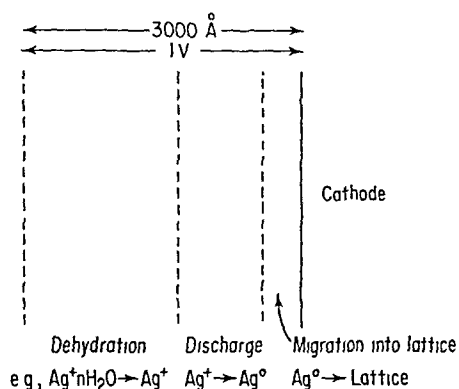 3000 Å
1V
Cathode
Dehydration Discharge Migration into lattice
e g, Ag⁺nH₂O→Ag⁺ Ag⁺→Ag° Ag°→Lattice